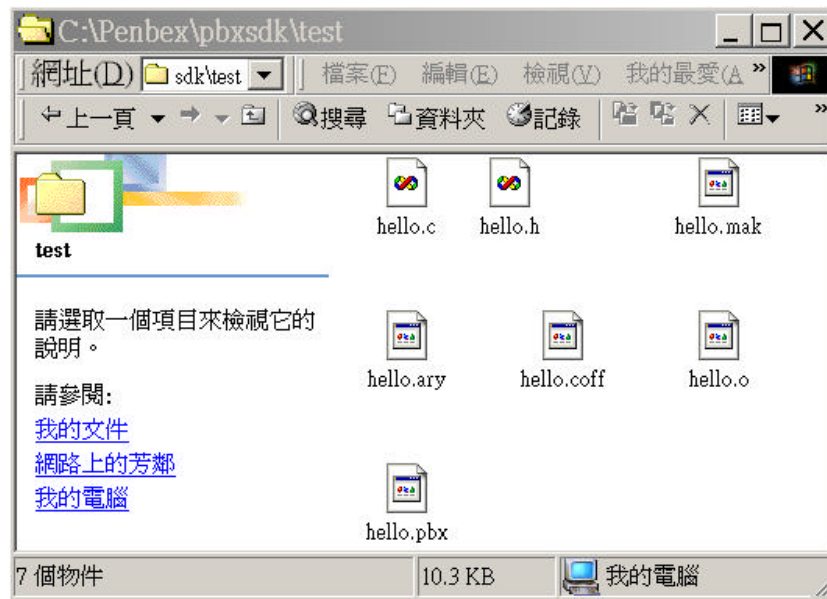 C:\Penbex\pbxsdk\test
網址(D) sdk\test 檔案(F) 編輯(E) 檢視(V) 我的最愛(A »
上一頁 搜尋 資料夾 記錄 »
hello.c hello.h hello.mak
test
請選取一個項目來檢視它的
說明。
hello.ary hello.coff hello.o
請參閱:
我的文件
網路上的芳鄰
我的電腦
hello.pbx
7 個物件 10.3 KB 我的電腦